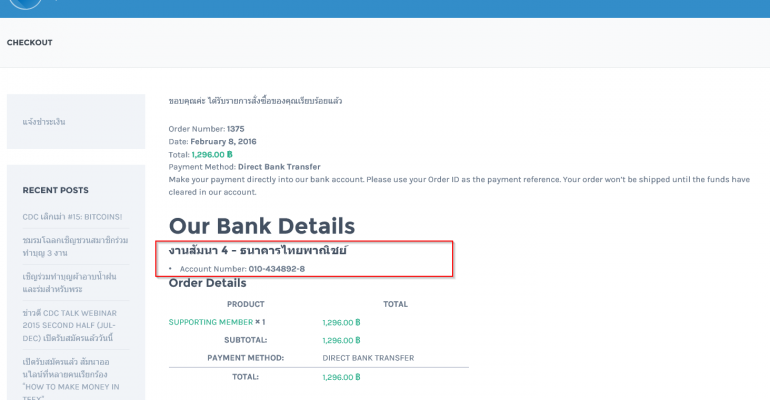 CHECKOUT
แจ้งชำระเงิน
RECENT POSTS
CDC เล็กเม่า #15: BITCOINS!
ชมรมโฉลกเชิญชวนสมาชิกร่วม
ทำบุญ 3 งาน
เชิญร่วมทำบุญผ้าอาบน้ำฝน
และร่มสำหรับพระ
ข่าวดี CDC TALK WEBINAR
2015 SECOND HALF (JUL-
DEC) เปิดรับสมัครแล้ววันนี้
เปิดรับสมัครแล้ว สัมนาออ
นไลน์ที่หลายคนเรียกร้อง
"HOW TO MAKE MONEY IN
TFEX"
ขอบคุณค่ะ ได้รับรายการสั่งซื้อของคุณเรียบร้อยแล้ว
Order Number: 1375
Date: February 8, 2016
Total: 1,296.00 ฿
Payment Method: Direct Bank Transfer
Make your payment directly into our bank account. Please use your Order ID as the payment reference. Your order won't be shipped until the funds have
cleared in our account.
Our Bank Details
งานสัมนา 4 - ธนาคารไทยพาณิชย์
• Account Number: 010-434892-8
Order Details
PRODUCT TOTAL
SUPPORTING MEMBER × 1 1,296.00 ฿
SUBTOTAL: 1,296.00 ฿
PAYMENT METHOD: DIRECT BANK TRANSFER
TOTAL: 1,296.00 ฿